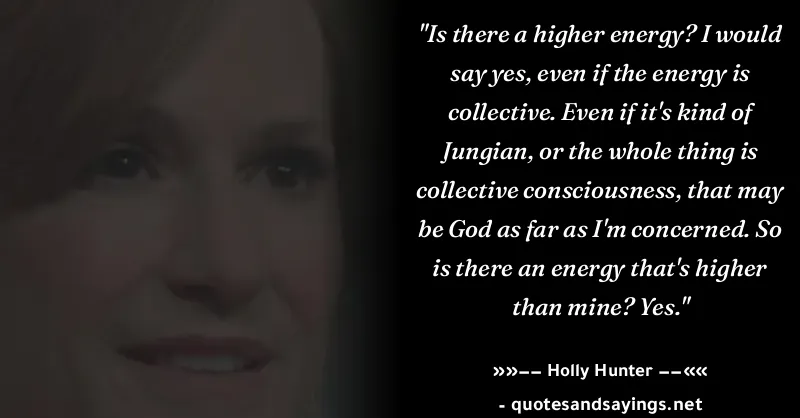 "Is there a higher energy? I would
say yes, even if the energy is
collective. Even if it's kind of
Jungian, or the whole thing is
collective consciousness, that may
be God as far as I'm concerned. So
is there an energy that's higher
than mine? Yes."
»»–– Holly Hunter ––««
- quotesandsayings.net